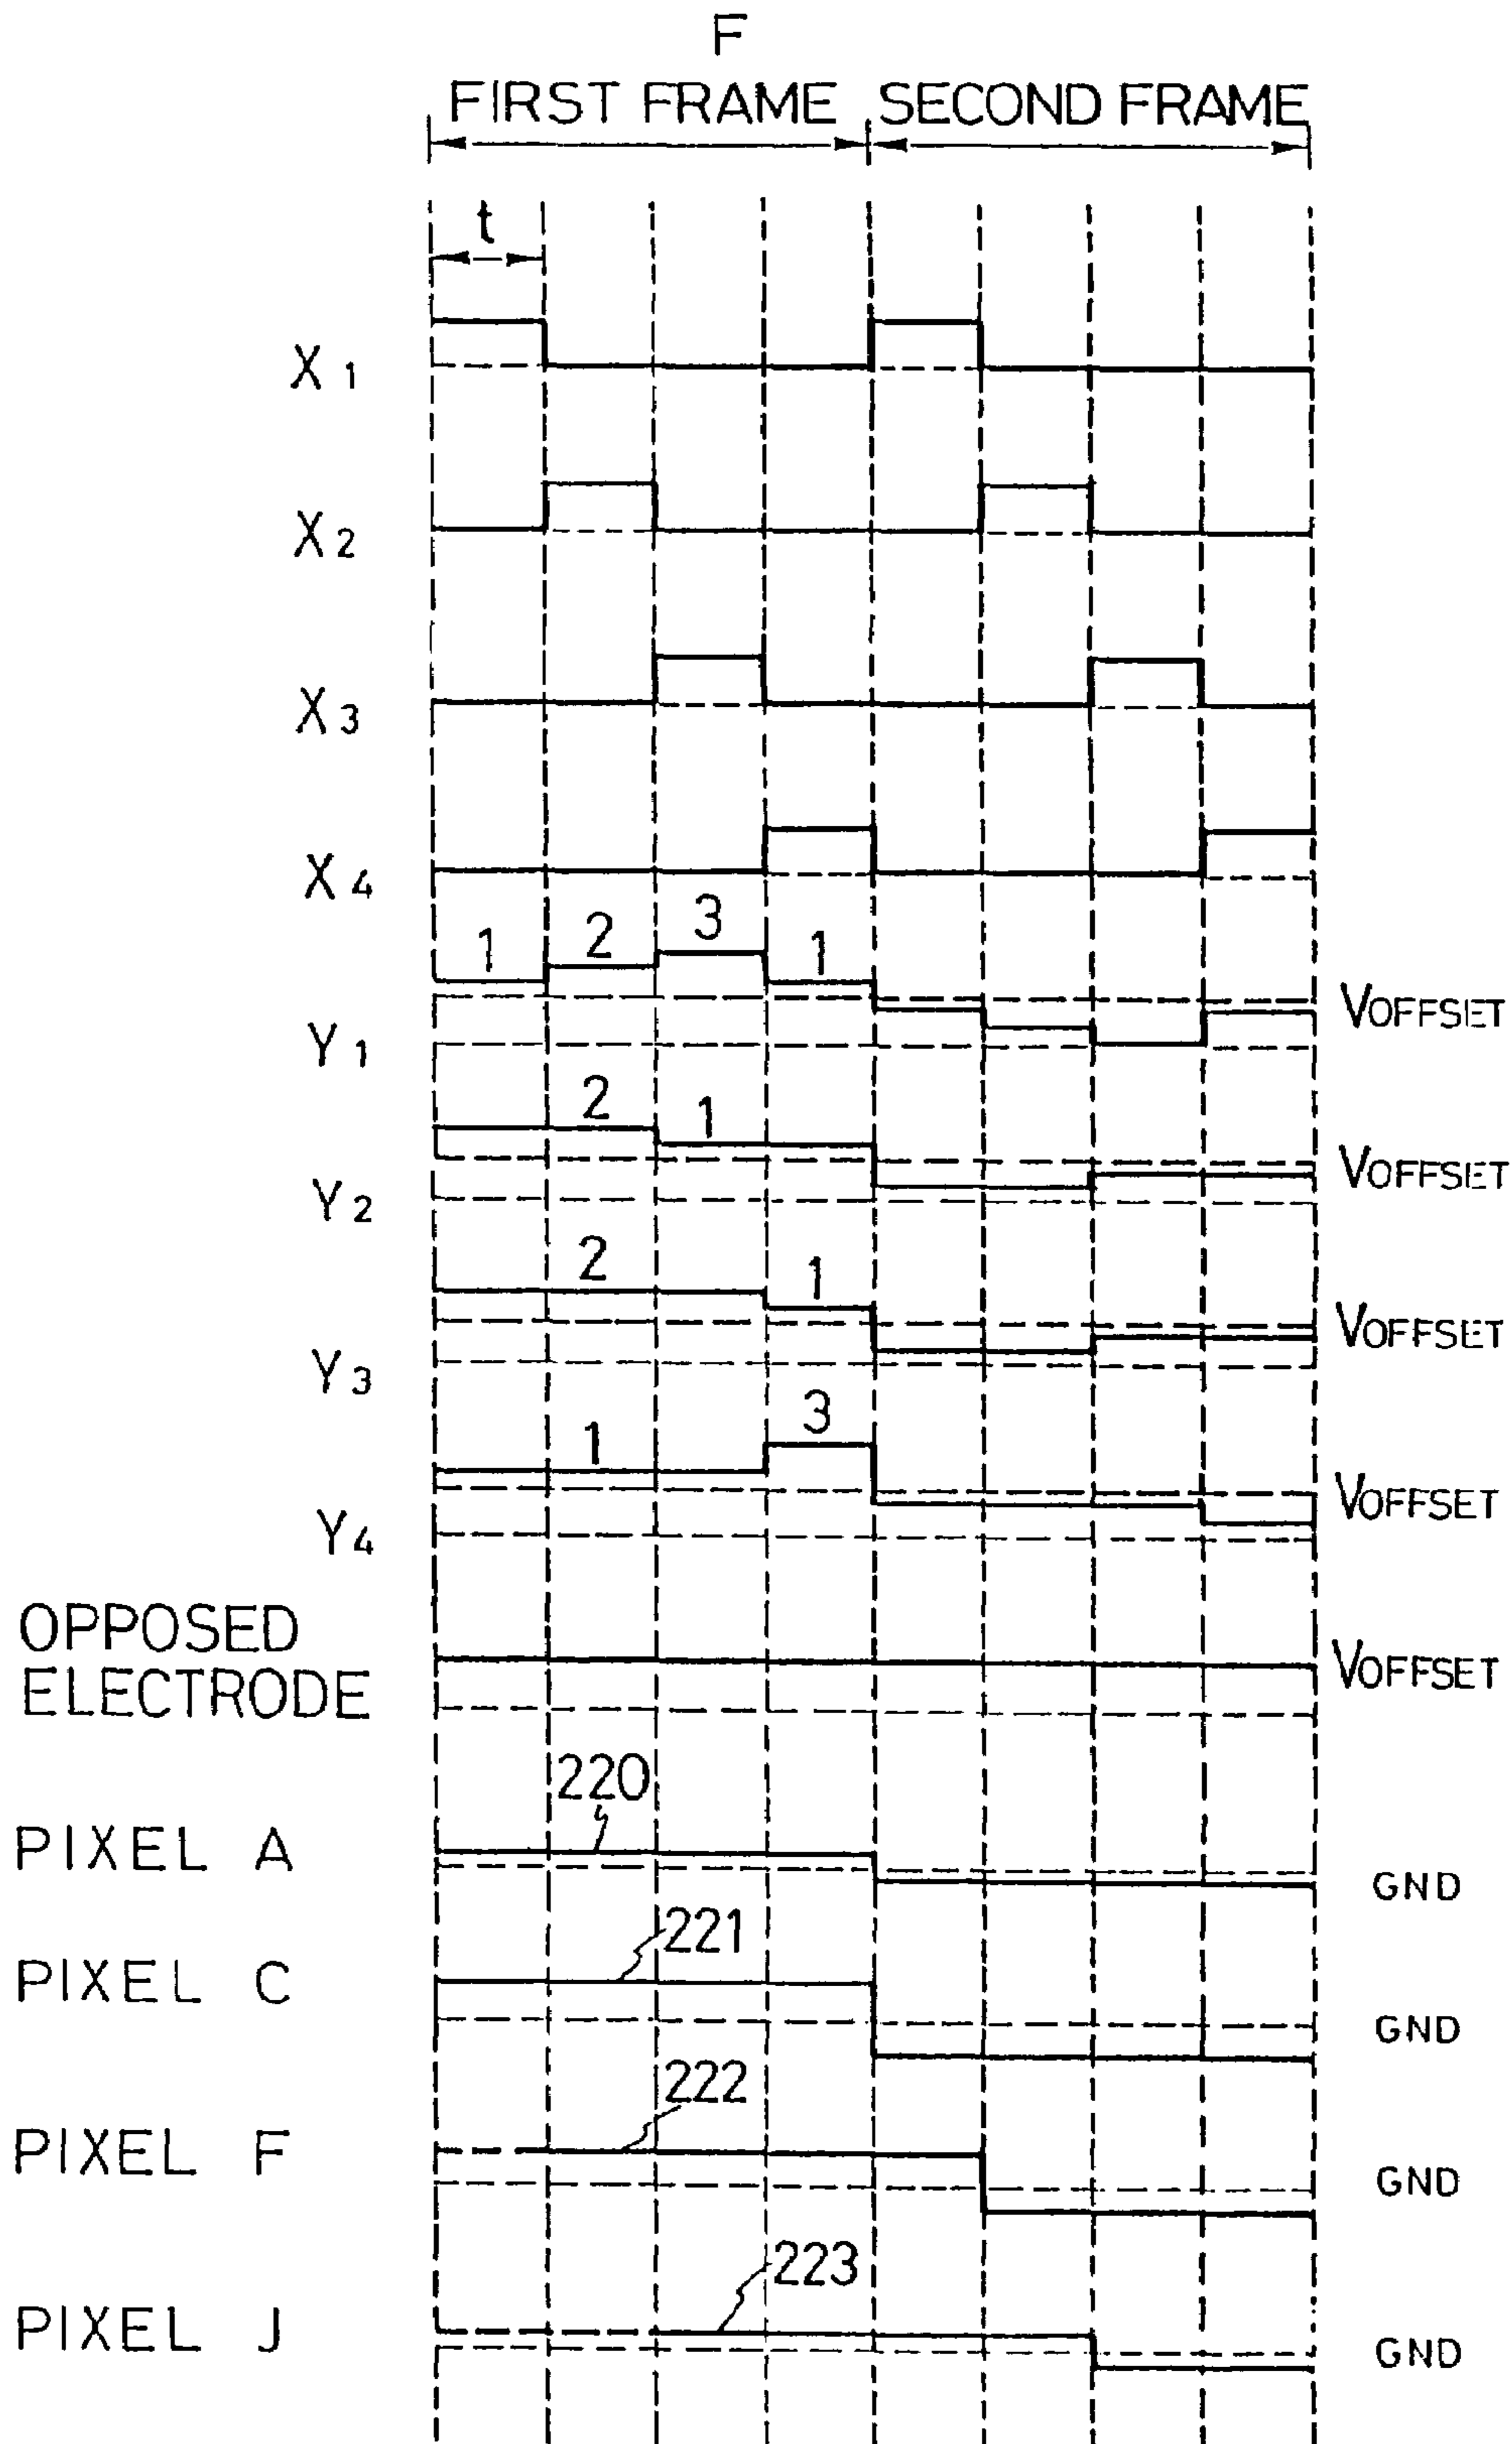 F
FIRST FRAME SECOND FRAME
t
X1
X2
X3
X4
1 2 3 1
Y1 VOFFSET
2 1
Y2 VOFFSET
2 1
Y3 VOFFSET
1 3
Y4 VOFFSET
OPPOSED
ELECTRODE VOFFSET
220
PIXEL A GND
221
PIXEL C GND
222
PIXEL F GND
223
PIXEL J GND